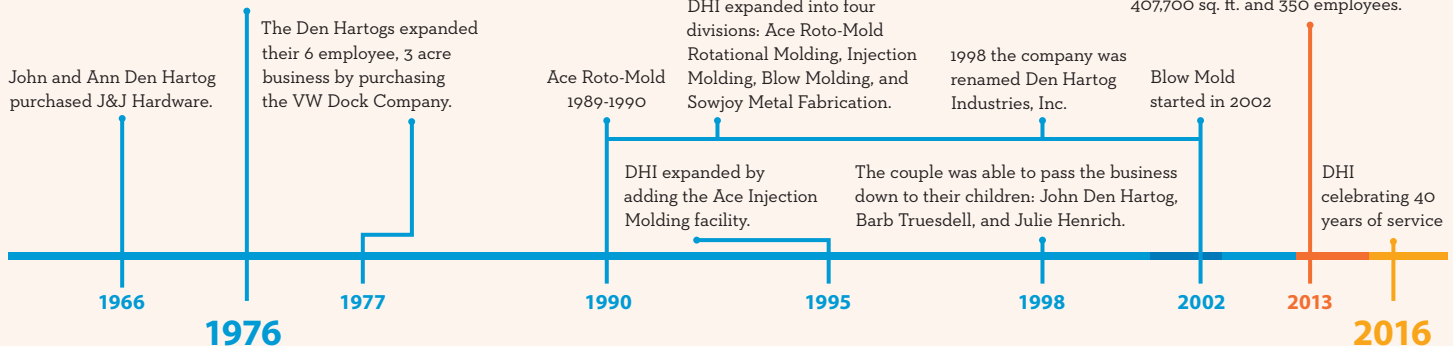 John and Ann Den Hartog
purchased J&J Hardware.
The Den Hartogs expanded
their 6 employee, 3 acre
business by purchasing
the VW Dock Company.
Ace Roto-Mold
1989-1990
DHI expanded into four
divisions: Ace Roto-Mold
Rotational Molding, Injection
Molding, Blow Molding, and
Sowjoy Metal Fabrication.
1998 the company was
renamed Den Hartog
Industries, Inc.
Blow Mold
started in 2002
407,700 sq. ft. and 350 employees.
DHI expanded by
adding the Ace Injection
Molding facility.
The couple was able to pass the business
down to their children: John Den Hartog,
Barb Truesdell, and Julie Henrich.
DHI
celebrating 40
years of service
1966
1976
1977
1990
1995
1998
2002
2013
2016